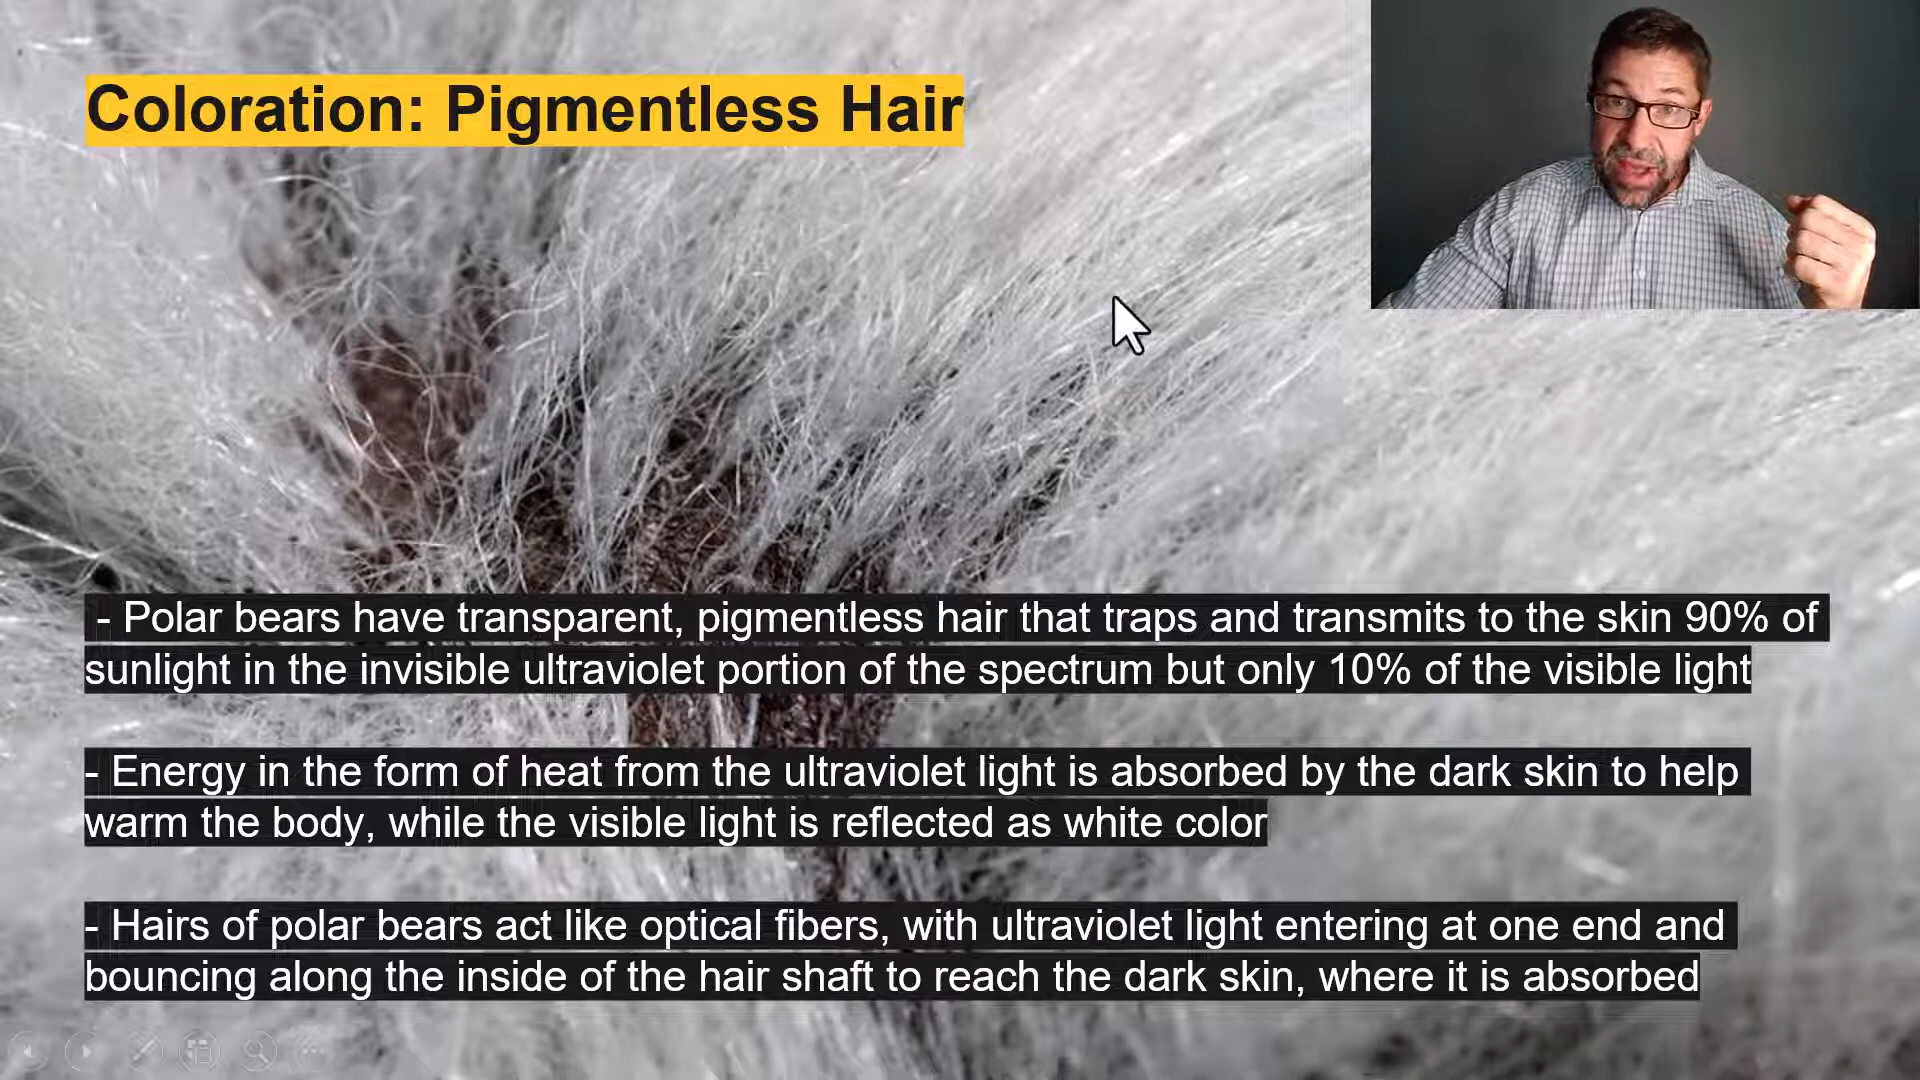 Coloration: Pigmentless Hair
- Polar bears have transparent, pigmentless hair that traps and transmits to the skin 90% of
sunlight in the invisible ultraviolet portion of the spectrum but only 10% of the visible light
- Energy in the form of heat from the ultraviolet light is absorbed by the dark skin to help
warm the body, while the visible light is reflected as white color
- Hairs of polar bears act like optical fibers, with ultraviolet light entering at one end and
bouncing along the inside of the hair shaft to reach the dark skin, where it is absorbed